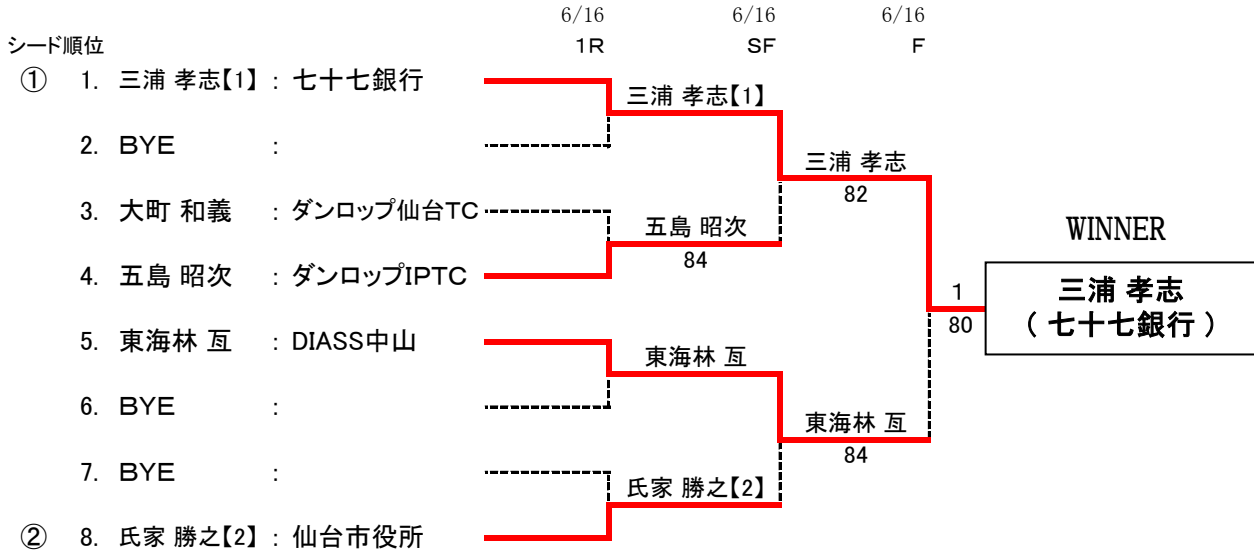 6/16 6/16 6/16
シード順位 1R SF F
① 1. 三浦 孝志【1】 : 七十七銀行
三浦 孝志【1】
2. BYE :
三浦 孝志
82
3. 大町 和義 : ダンロップ仙台TC
五島 昭次
84
WINNER
4. 五島 昭次 : ダンロップIPTC
1
80
三浦 孝志
( 七十七銀行 )
5. 東海林 亙 : DIASS中山
東海林 亙
6. BYE :
東海林 亙
84
7. BYE :
氏家 勝之【2】
② 8. 氏家 勝之【2】 : 仙台市役所